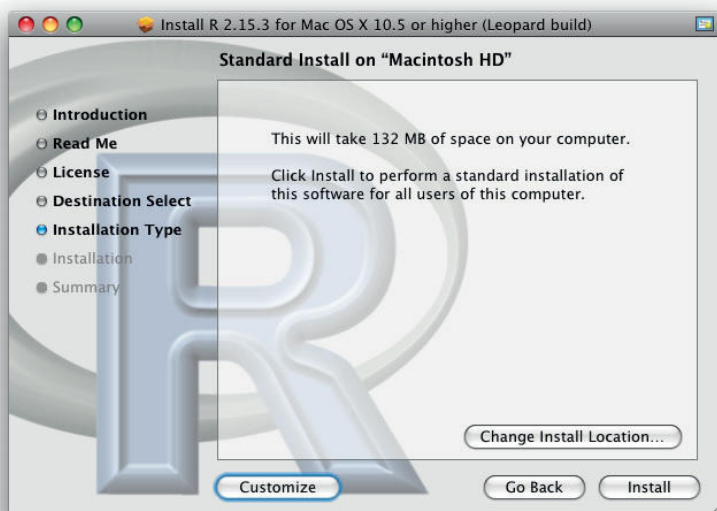 Install R 2.15.3 for Mac OS X 10.5 or higher (Leopard build)
Standard Install on “Macintosh HD”
Introduction
Read Me
License
Destination Select
Installation Type
Installation
Summary
This will take 132 MB of space on your computer.
Click Install to perform a standard installation of
this software for all users of this computer.
R
Change Install Location...
Customize
Go Back
Install